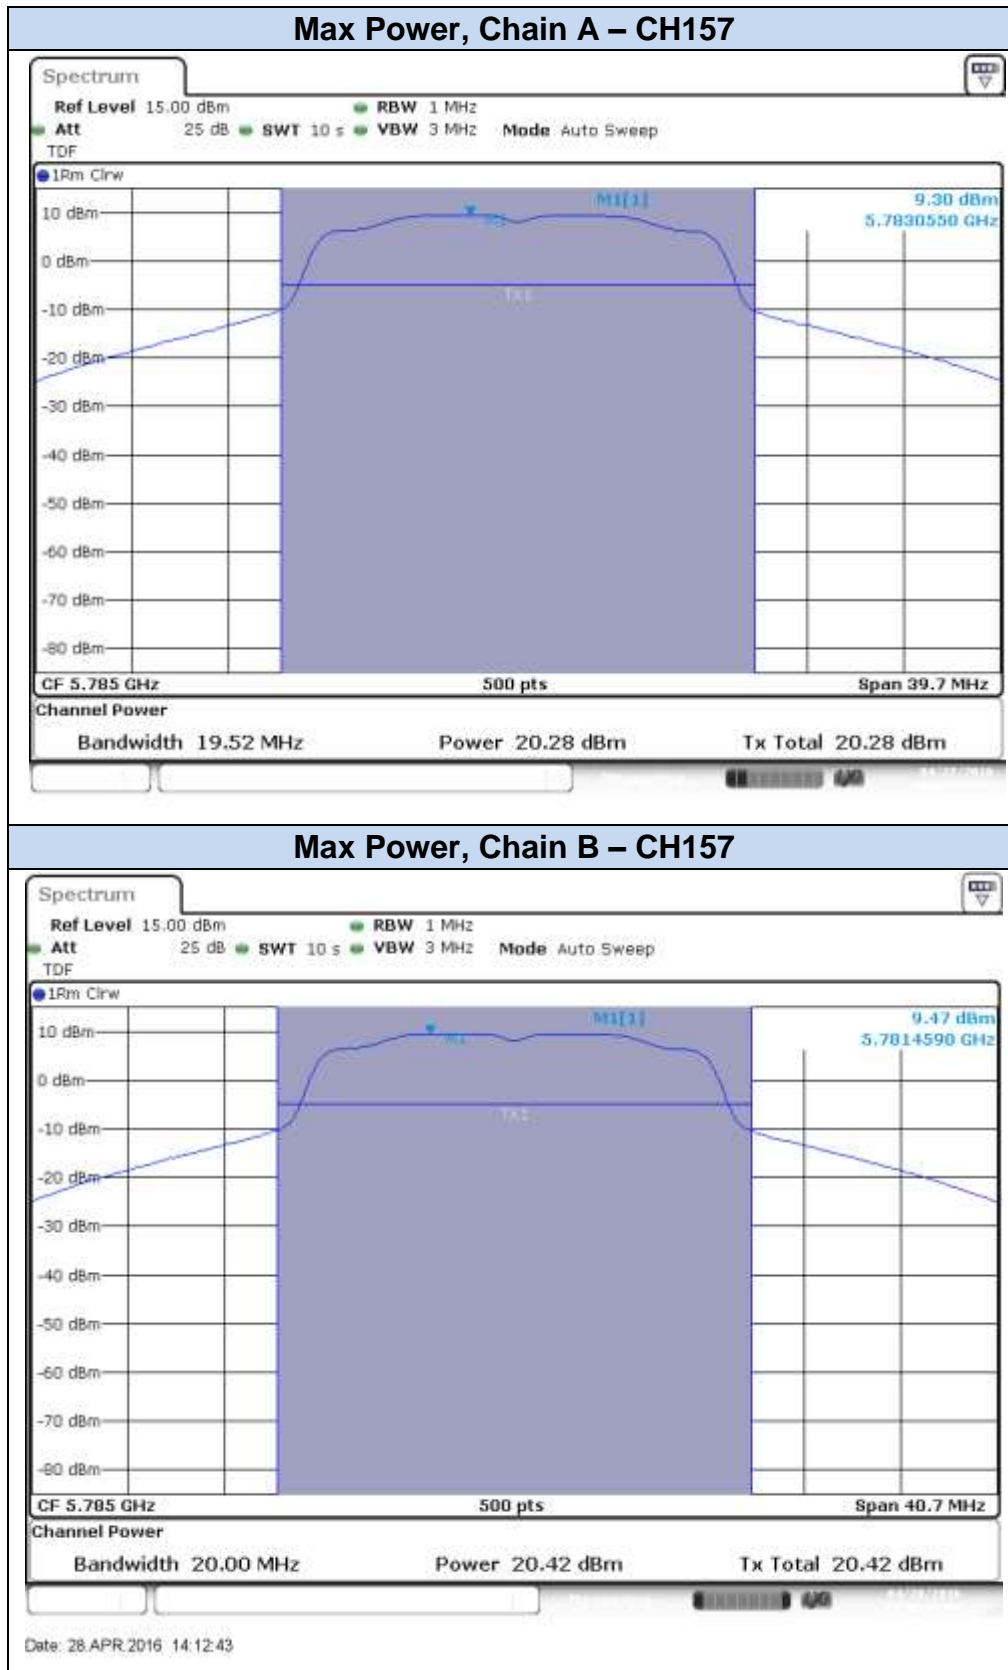 Max Power, Chain A – CH157
Spectrum
Ref Level 15.00 dBm RBW 1 MHz
Att 25 dB SWT 10 s VBW 3 MHz Mode Auto Sweep
TDF
1Rm Clrw
M1[1] 9.30 dBm
5.7830550 GHz
10 dBm
0 dBm
Tx1
-10 dBm
-20 dBm
-30 dBm
-40 dBm
-50 dBm
-60 dBm
-70 dBm
-80 dBm
CF 5.785 GHz 500 pts Span 39.7 MHz
Channel Power
Bandwidth 19.52 MHz Power 20.28 dBm Tx Total 20.28 dBm
Max Power, Chain B – CH157
Spectrum
Ref Level 15.00 dBm RBW 1 MHz
Att 25 dB SWT 10 s VBW 3 MHz Mode Auto Sweep
TDF
1Rm Clrw
M1[1] 9.47 dBm
5.7814590 GHz
10 dBm
M1
0 dBm
Tx1
-10 dBm
-20 dBm
-30 dBm
-40 dBm
-50 dBm
-60 dBm
-70 dBm
-80 dBm
CF 5.785 GHz 500 pts Span 40.7 MHz
Channel Power
Bandwidth 20.00 MHz Power 20.42 dBm Tx Total 20.42 dBm
Date: 28.APR.2016 14:12:43